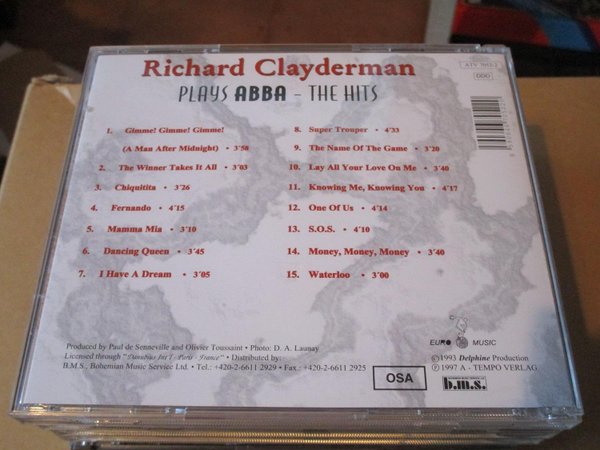 Richard Clayderman
PLAYS ABBA – THE HITS
DDD
1. Gimme! Gimme! Gimme!
(A Man After Midnight) • 3'50
2. The Winner Takes It All • 3'03
3. Chiquitita • 3'26
4. Fernando • 4'15
5. Mamma Mia • 3'10
6. Dancing Queen • 3'45
7. I Have A Dream • 3'05
8. Super Trouper • 4'33
9. The Name Of The Game • 3'20
10. Lay All Your Love On Me • 3'40
11. Knowing Me, Knowing You • 4'17
12. One Of Us • 4'14
13. S.O.S. • 4'10
14. Money, Money, Money • 3'40
15. Waterloo • 3'00
Produced by Paul de Senneville and Olivier Toussaint • Photo: D. A. Launay
Licensed through "Omnibus Int'l - Paris - France" • Distributed by:
B.M.S., Bohemian Music Service Ltd. • Tel.: +420-2-6611 2929 • Fax.: +420-2-6611 2925
OSA
EURO MUSIC
©1993 Delphine Production
℗1997 A - TEMPO VERLAG
b.m.s.